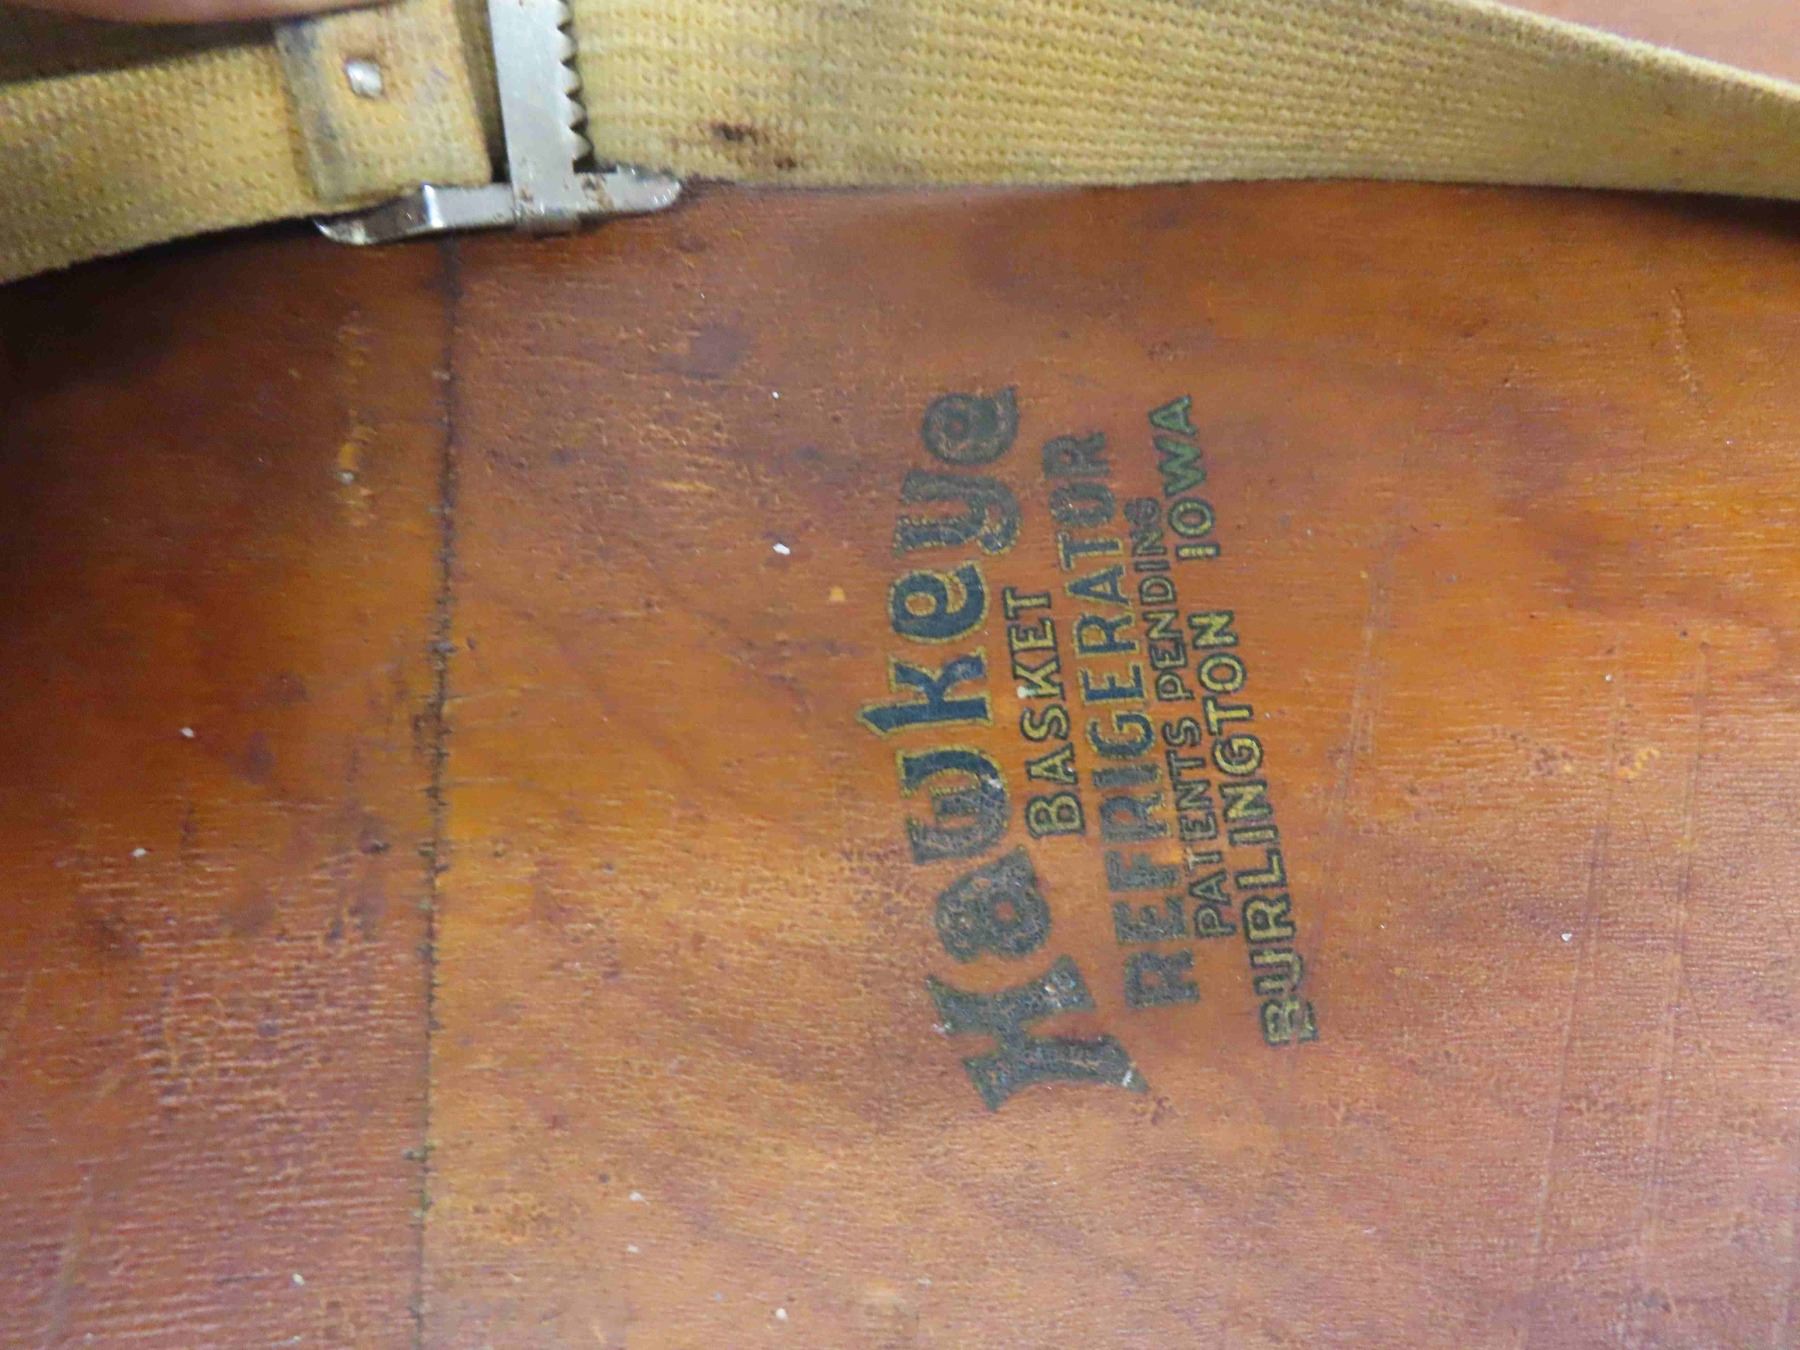 Hawkeye
BASKET
REFRIGERATOR
PATENTS PENDING
BURLINGTON IOWA